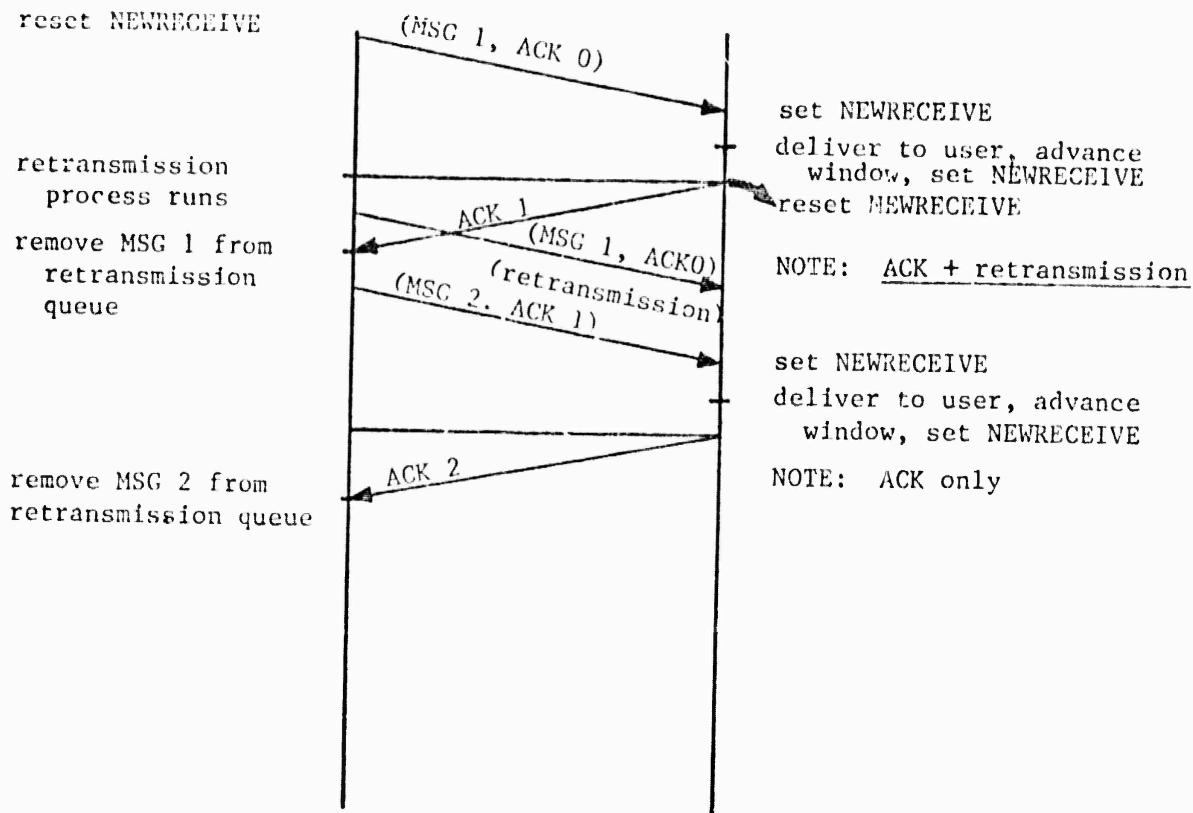 reset NEWRECEIVE
(MSG 1, ACK 0)
set NEWRECEIVE
deliver to user, advance
window, set NEWRECEIVE
reset NEWRECEIVE
retransmission
process runs
ACK 1
remove MSG 1 from
retransmission
queue
(MSG 1, ACK0)
(retransmission)
NOTE: ACK + retransmission
(MSG 2. ACK 1)
set NEWRECEIVE
deliver to user, advance
window, set NEWRECEIVE
ACK 2
remove MSG 2 from
retransmission queue
NOTE: ACK only